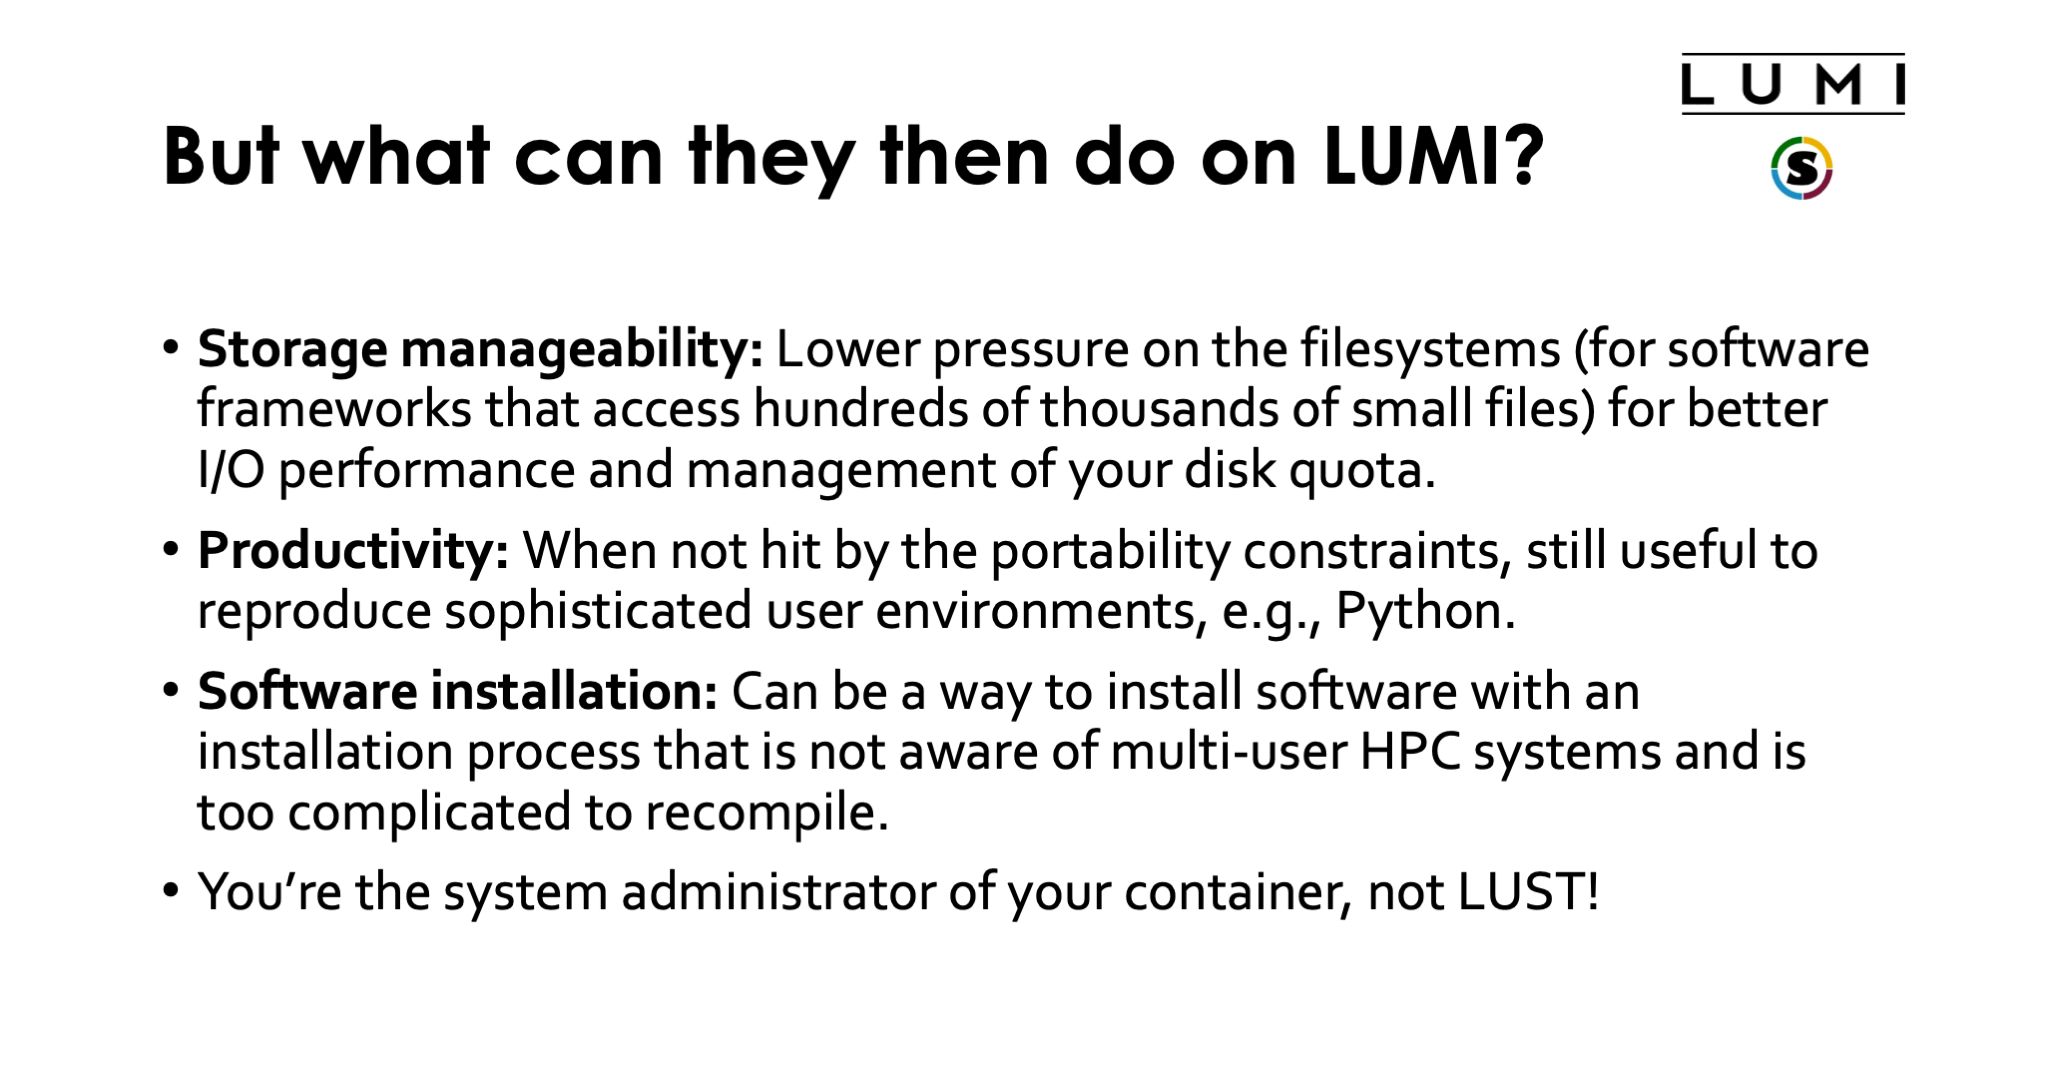 LUMI
But what can they then do on LUMI?
S
• Storage manageability: Lower pressure on the filesystems (for software
frameworks that access hundreds of thousands of small files) for better
I/O performance and management of your disk quota.
• Productivity: When not hit by the portability constraints, still useful to
reproduce sophisticated user environments, e.g., Python.
• Software installation: Can be a way to install software with an
installation process that is not aware of multi-user HPC systems and is
too complicated to recompile.
• You’re the system administrator of your container, not LUST!